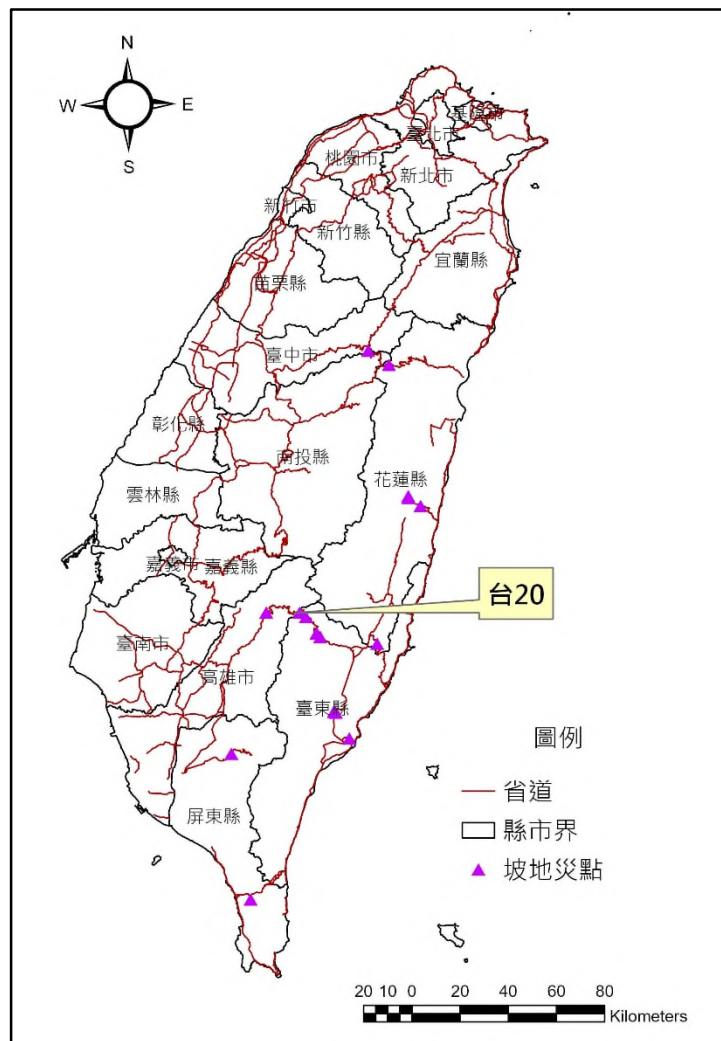 N
W E
S
基隆市
臺北市
桃園市
新北市
新竹市
新竹縣
宜蘭縣
苗栗縣
臺中市
彰化縣
南投縣
花蓮縣
雲林縣
嘉義市 嘉義縣
台20
臺南市
高雄市
臺東縣
圖例
省道
屏東縣
縣市界
坡地災點
20 10 0 20 40 60 80
Kilometers